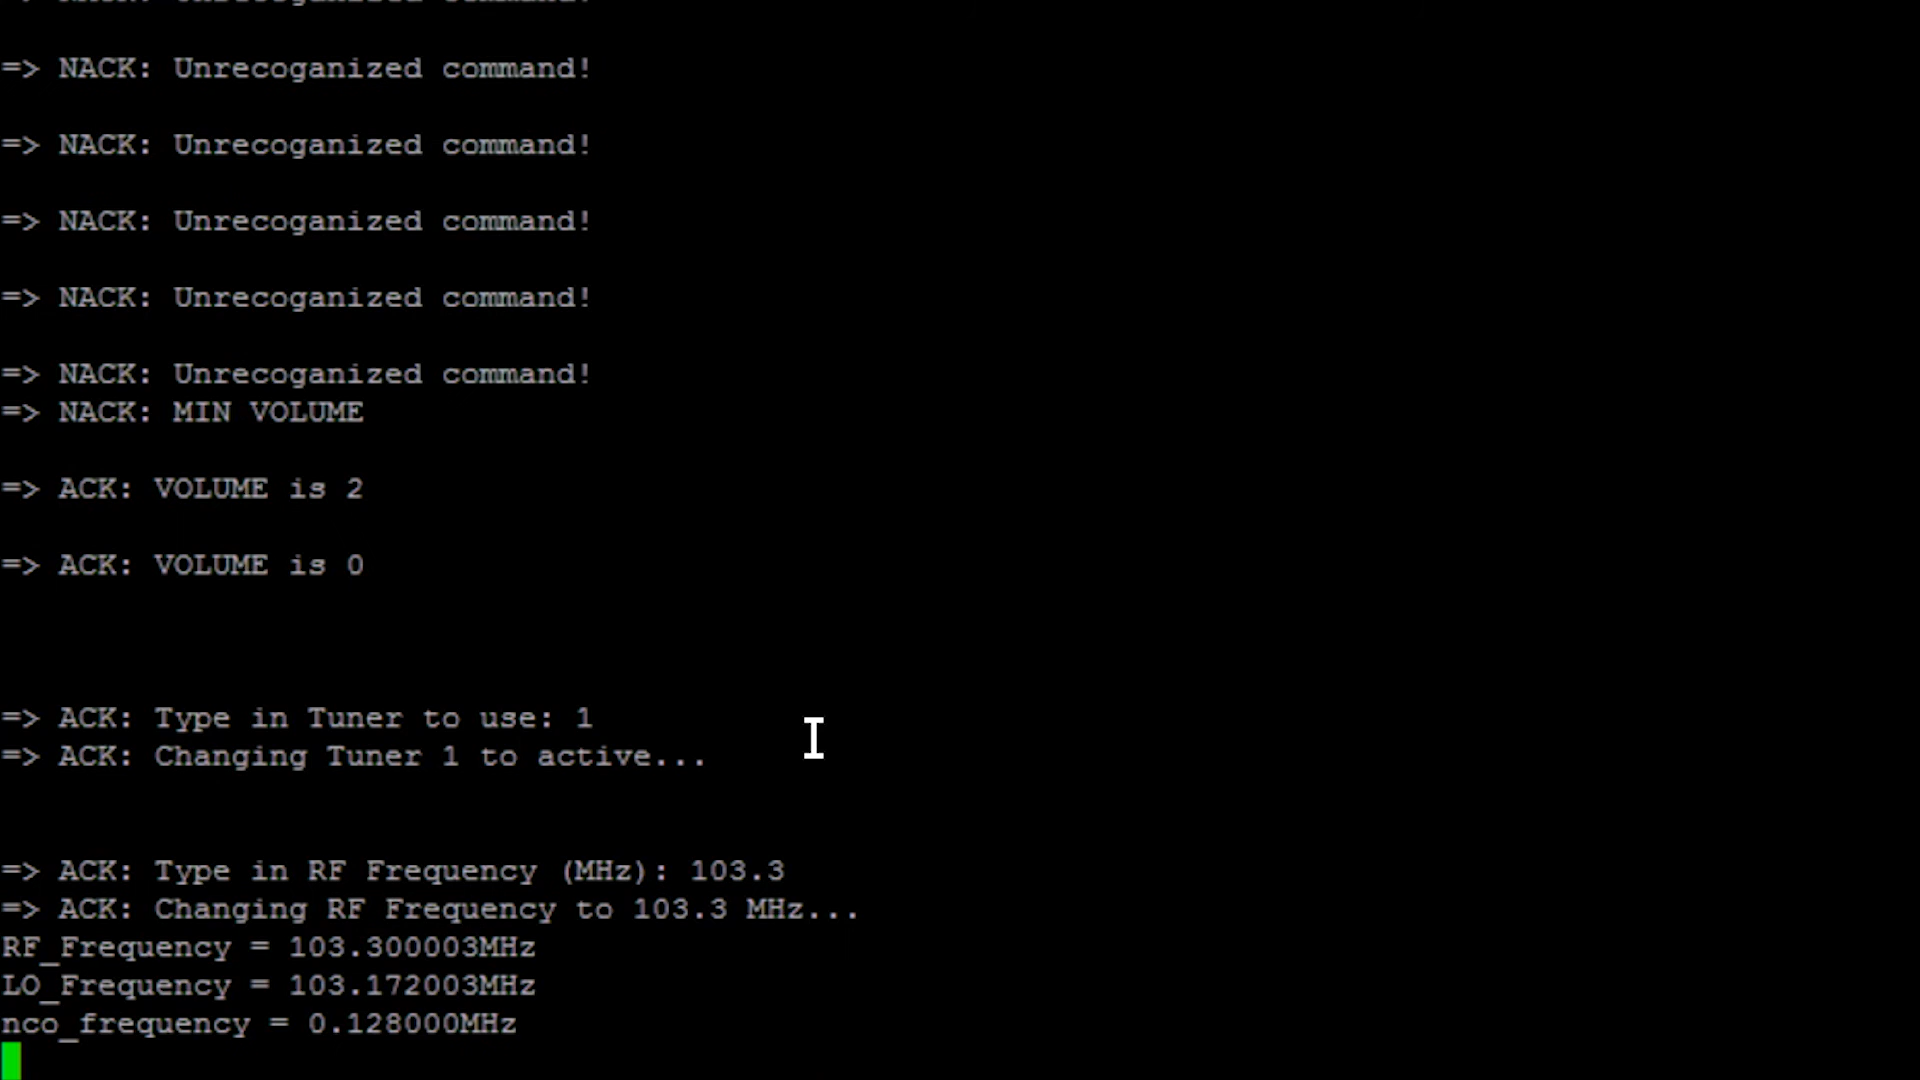 => NACK: Unrecoganized command!
=> NACK: Unrecoganized command!
=> NACK: Unrecoganized command!
=> NACK: Unrecoganized command!
=> NACK: Unrecoganized command!
=> NACK: MIN VOLUME
=> ACK: VOLUME is 2
=> ACK: VOLUME is 0
=> ACK: Type in Tuner to use: 1
=> ACK: Changing Tuner 1 to active...
=> ACK: Type in RF Frequency (MHz): 103.3
=> ACK: Changing RF Frequency to 103.3 MHz...
RF_Frequency = 103.300003MHz
LO_Frequency = 103.172003MHz
nco_frequency = 0.128000MHz